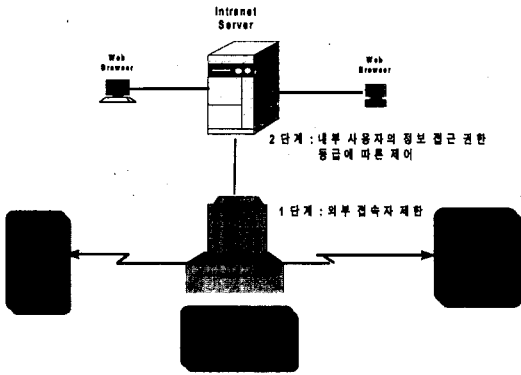 Intranet
Server
Web
Browser
Web
Browser
2 단계 : 내부 사용자의 정보 접근 권한
등급에 따른 제어
1 단계 : 외부 접속자 제한